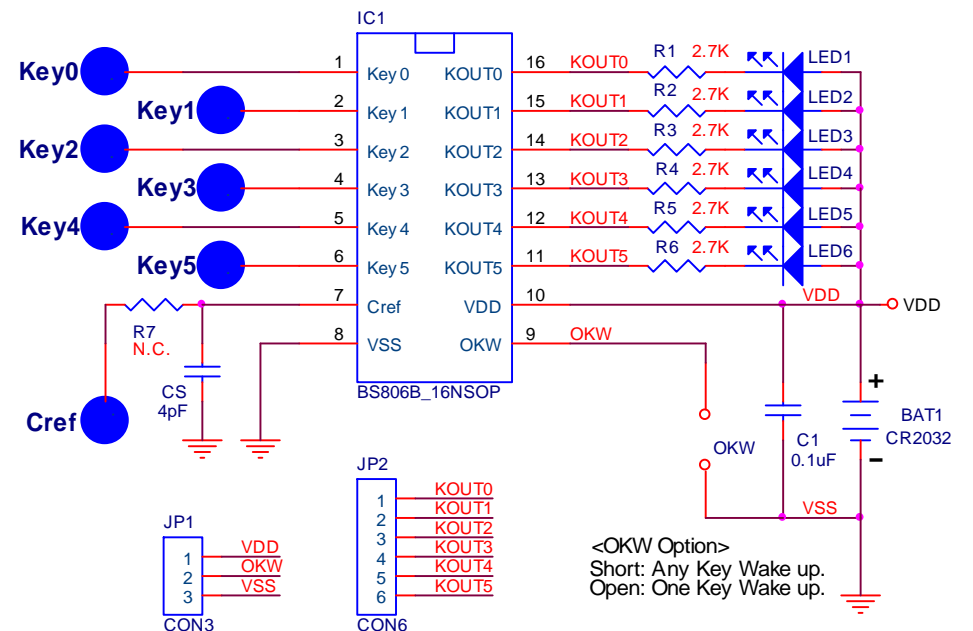 IC1
Key0 1 Key 0 KOUT0 16 KOUT0 R1 2.7K LED1
Key1 2 Key 1 KOUT1 15 KOUT1 R2 2.7K LED2
Key2 3 Key 2 KOUT2 14 KOUT2 R3 2.7K LED3
Key3 4 Key 3 KOUT3 13 KOUT3 R4 2.7K LED4
Key4 5 Key 4 KOUT4 12 KOUT4 R5 2.7K LED5
Key5 6 Key 5 KOUT5 11 KOUT5 R6 2.7K LED6
7 Cref VDD 10 VDD VDD
R7
N.C.
8 VSS OKW 9 OKW
BS806B_16NSOP
CS
4pF
Cref
+
BAT1
CR2032
–
C1
0.1uF
OKW
VSS
JP1
1 VDD
2 OKW
3 VSS
CON3
JP2
1 KOUT0
2 KOUT1
3 KOUT2
4 KOUT3
5 KOUT4
6 KOUT5
CON6
<OKW Option>
Short: Any Key Wake up.
Open: One Key Wake up.